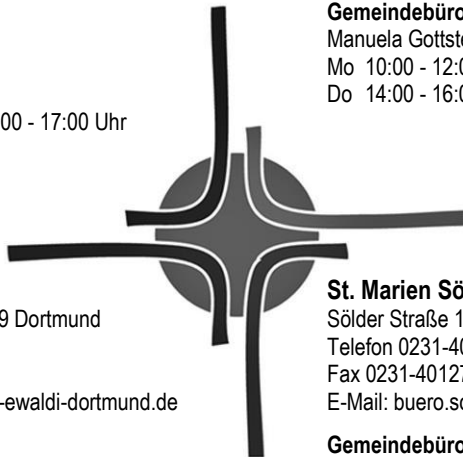 00 - 17:00 Uhr
9 Dortmund
-ewaldi-dortmund.de
Gemeindebüro
Manuela Gottste
Mo 10:00 - 12:0
Do 14:00 - 16:0
St. Marien Sö
Sölder Straße 1
Telefon 0231-40
Fax 0231-40127
E-Mail: buero.so
Gemeindebüro